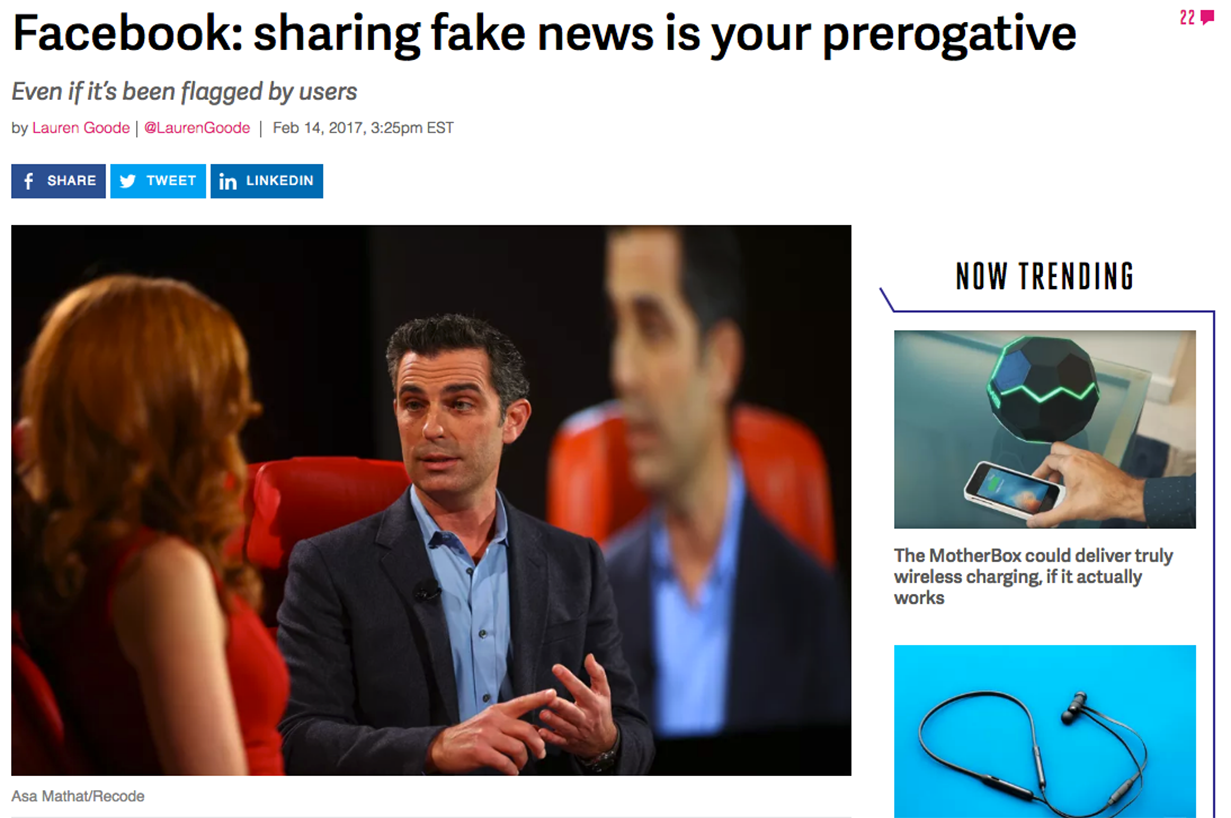 Facebook: sharing fake news is your prerogative
22
Even if it's been flagged by users
by Lauren Goode | @LaurenGoode | Feb 14, 2017, 3:25pm EST
SHARE TWEET LINKEDIN
Asa Mathat/Recode
NOW TRENDING
The MotherBox could deliver truly
wireless charging, if it actually
works